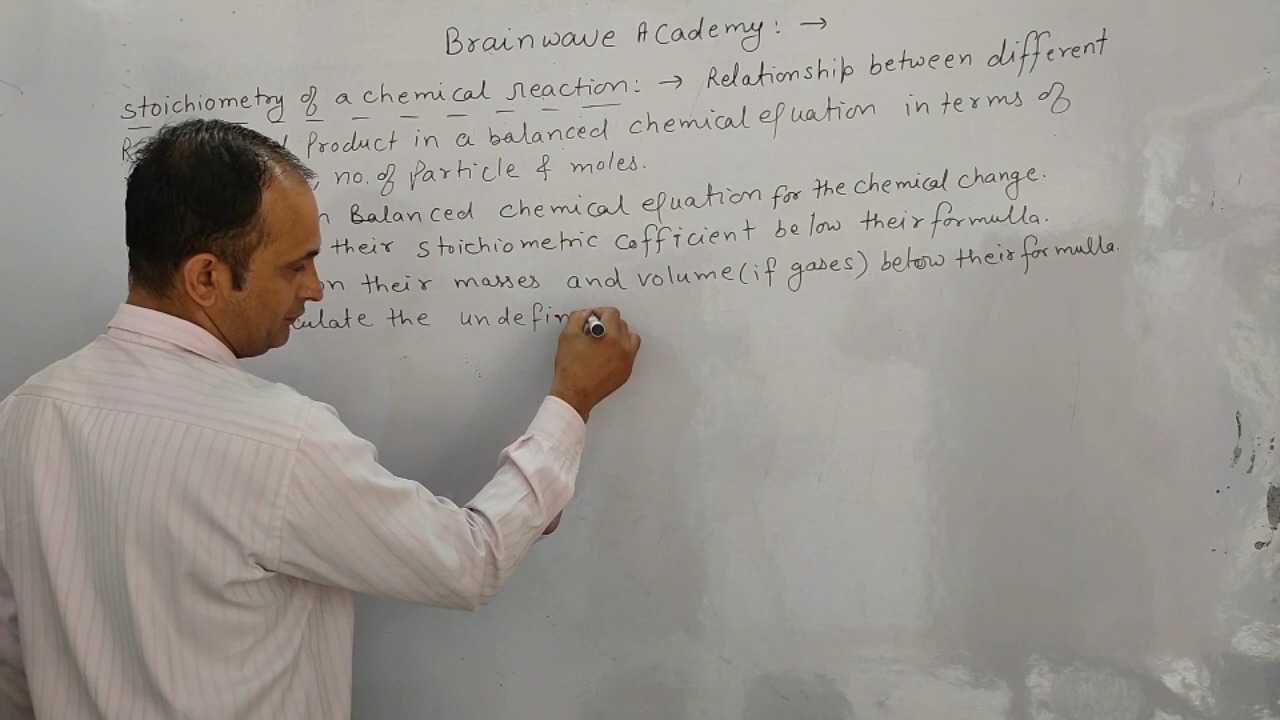 Brainwave Academy: →
Stoichiometry of a chemical reaction: → Relationship between different
Product in a balanced chemical equation in terms of
, no. of Particle & moles.
Balanced chemical equation for the chemical change.
their stoichiometric cofficient below their formulla.
their masses and volume (if gases) below their formulla.
the undefin